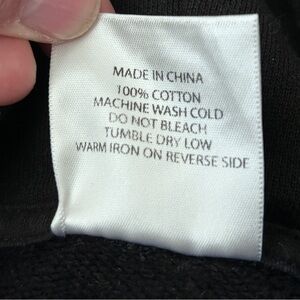 MADE IN CHINA
100% COTTON
MACHINE WASH COLD
DO NOT BLEACH
TUMBLE DRY LOW
WARM IRON ON REVERSE SIDE